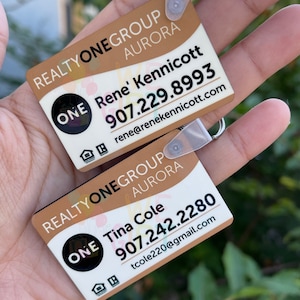 REALTYONEGROUP
AURORA
ONE
Rene' Kennicott
907.229.8993
rene@renekennicott.com
REALTYONEGROUP
AURORA
ONE
Tina Cole
907.242.2280
tcole220@gmail.com